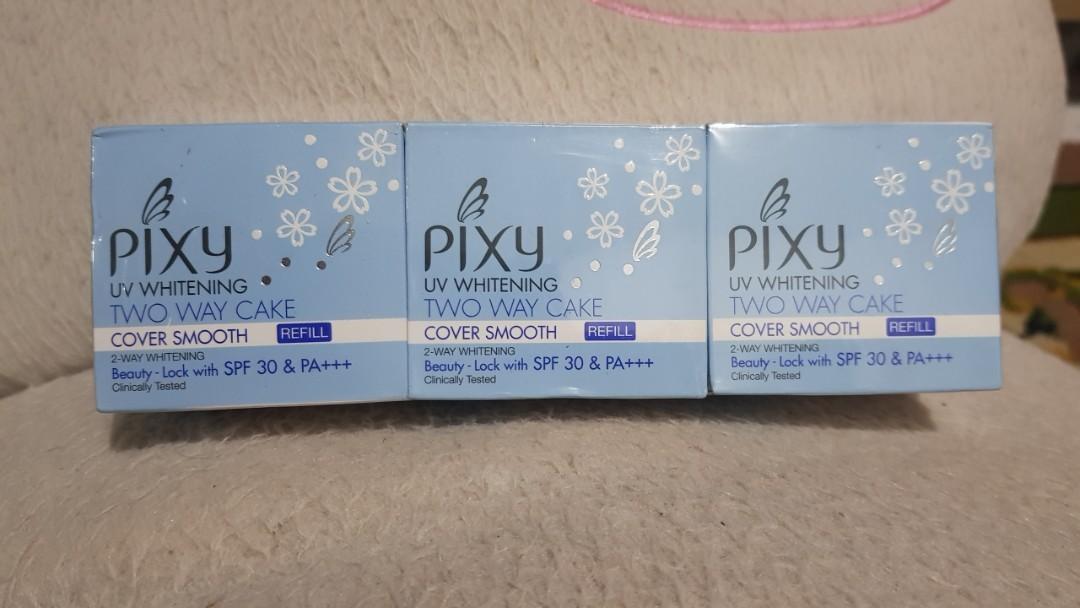 PIXY
UV WHITENING
TWO WAY CAKE
COVER SMOOTH REFILL
2-WAY WHITENING
Beauty - Lock with SPF 30 & PA+++
Clinically Tested
PIXY
UV WHITENING
TWO WAY CAKE
COVER SMOOTH REFILL
2-WAY WHITENING
Beauty - Lock with SPF 30 & PA+++
Clinically Tested
PIXY
UV WHITENING
TWO WAY CAKE
COVER SMOOTH REFILL
2-WAY WHITENING
Beauty - Lock with SPF 30 & PA+++
Clinically Tested